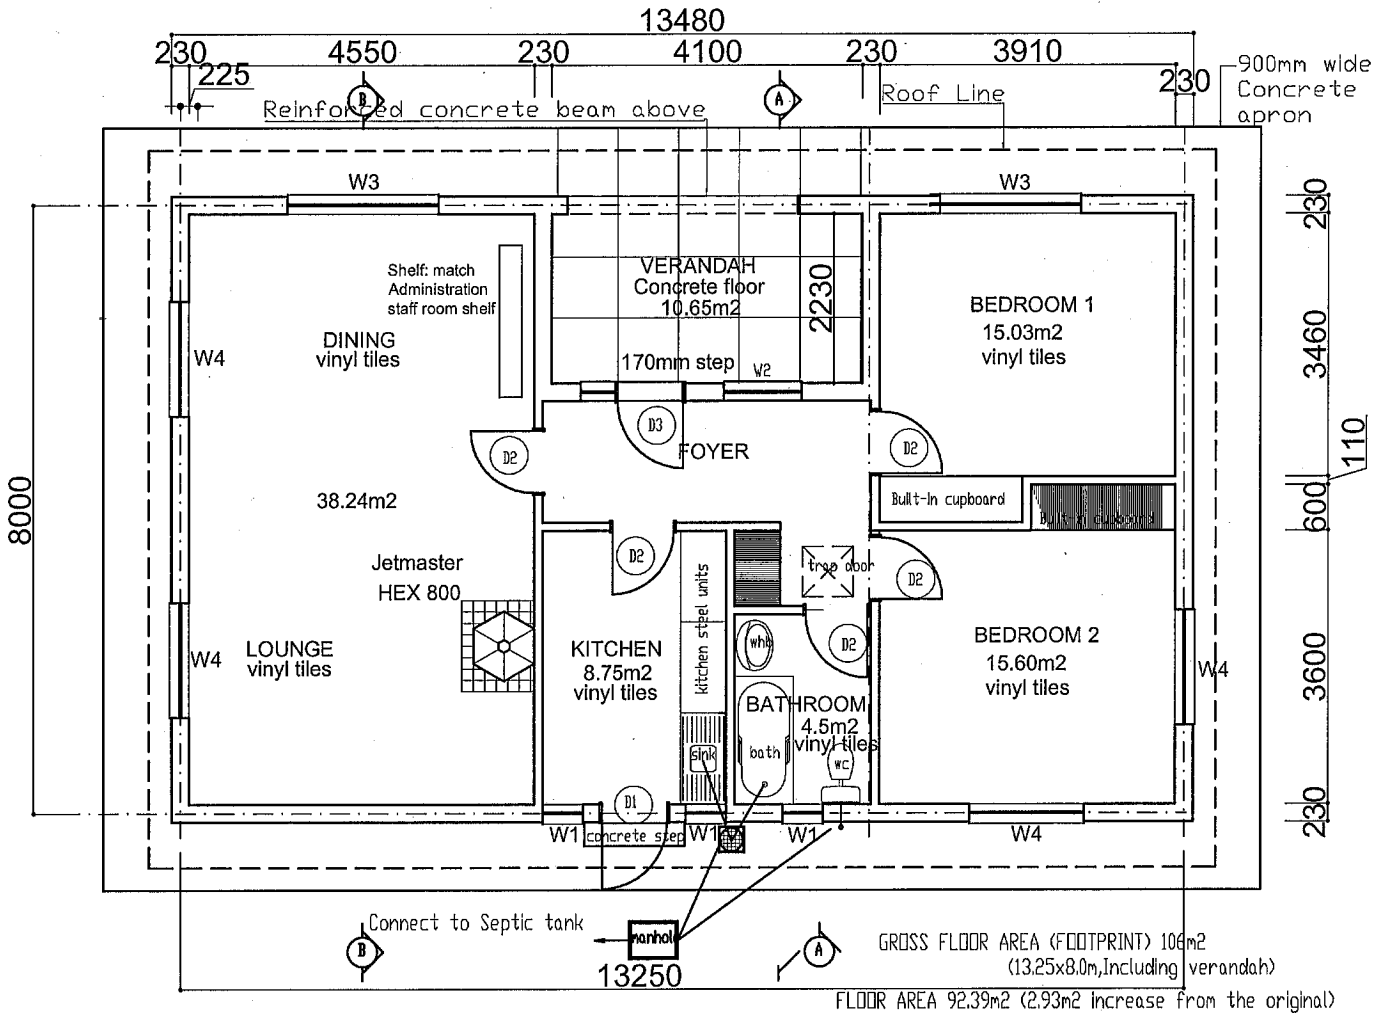 13480
230 4550 230 4100 230 3910
230
225
900mm wide
Concrete
apron
B
A
Reinforced concrete beam above
Roof Line
W3
W3
230
Shelf: match
Administration
staff room shelf
VERANDAH
Concrete floor
10.65m2
2230
BEDROOM 1
15.03m2
vinyl tiles
3460
DINING
vinyl tiles
W4
170mm step
W2
D3
D2
FOYER
D2
110
8000
38.24m2
Built-In cupboard
Built-In cupboard
600
Jetmaster
HEX 800
D2
trap door
D2
kitchen steel units
LOUNGE
vinyl tiles
W4
KITCHEN
8.75m2
vinyl tiles
whb
D2
BEDROOM 2
15.60m2
vinyl tiles
W4
3600
BATHROOM
4.5m2
vinyl tiles
sink
bath
wc
D1
230
W1
concrete step
W1
W1
W4
Connect to Septic tank
B
manhole
A
13250
GROSS FLOOR AREA (FOOTPRINT) 106m2
(13.25x8.0m,Including verandah)
FLOOR AREA 92.39m2 (2.93m2 increase from the original)